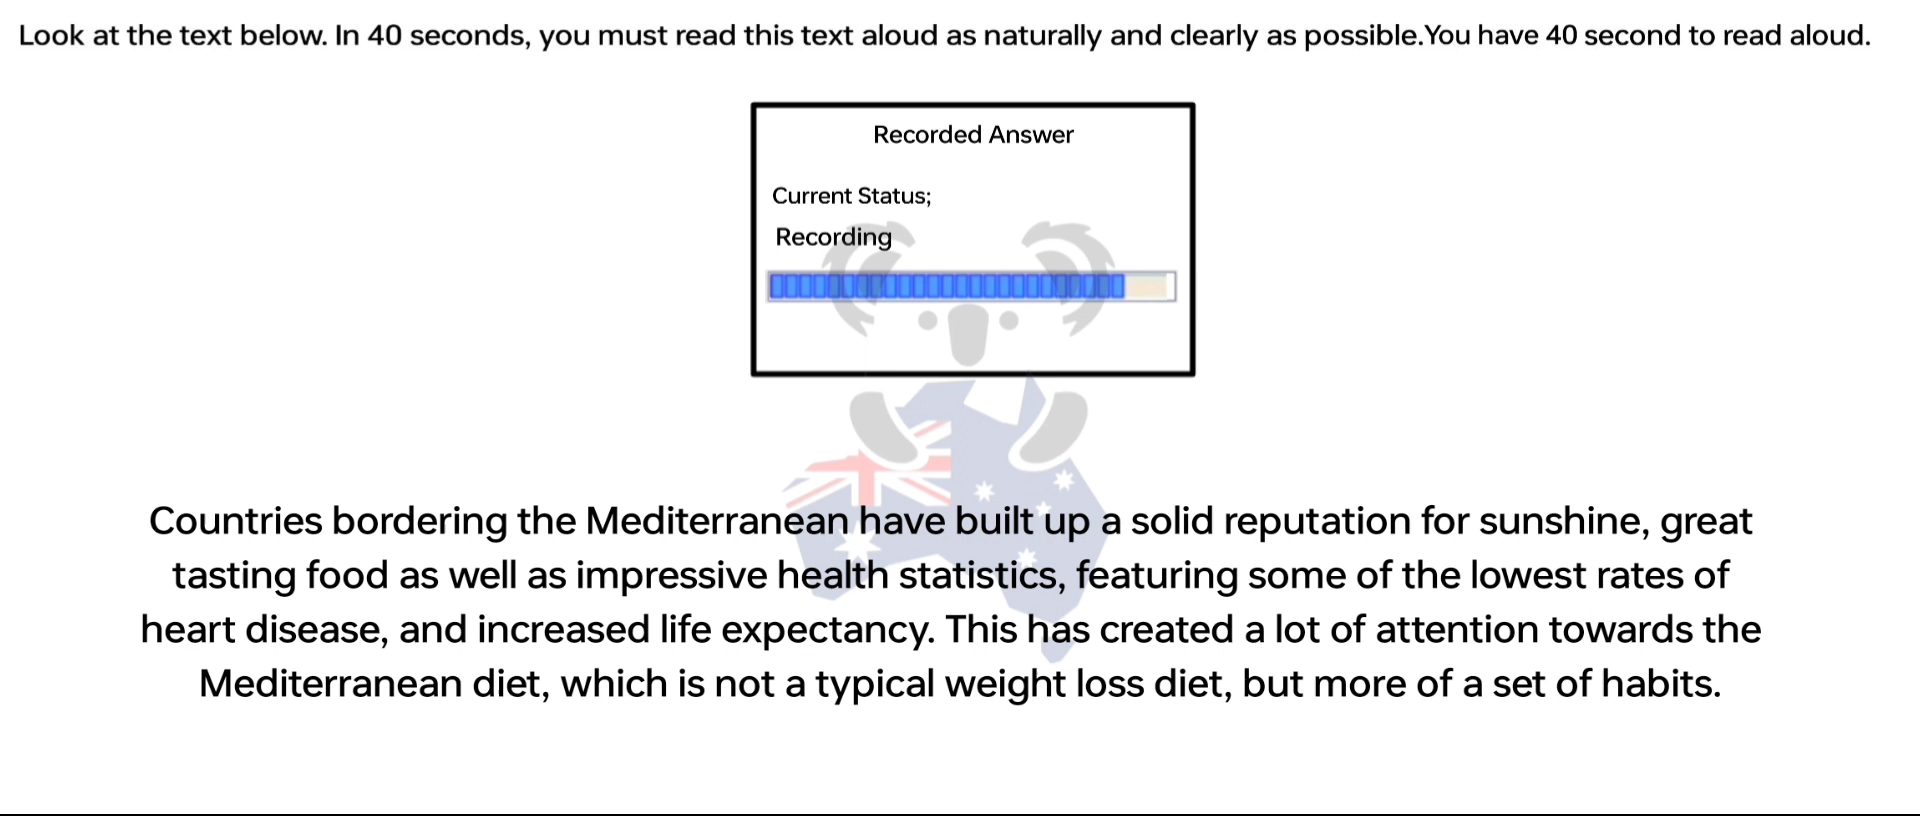 Look at the text below. In 40 seconds, you must read this text aloud as naturally and clearly as possible.You have 40 second to read aloud.
Recorded Answer
Current Status;
Recording
Countries bordering the Mediterranean have built up a solid reputation for sunshine, great
tasting food as well as impressive health statistics, featuring some of the lowest rates of
heart disease, and increased life expectancy. This has created a lot of attention towards the
Mediterranean diet, which is not a typical weight loss diet, but more of a set of habits.